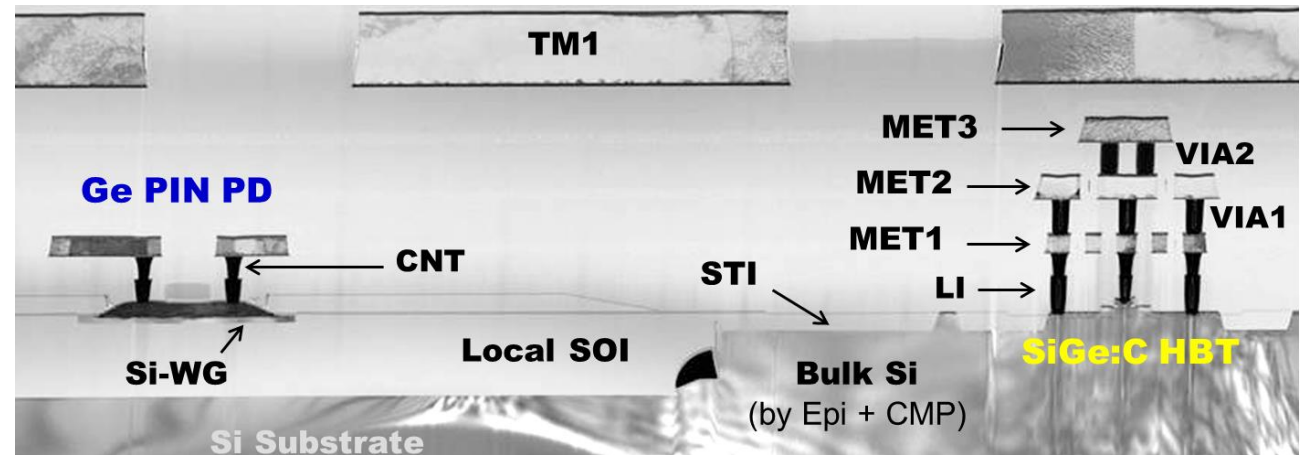 TM1
MET3
VIA2
Ge PIN PD
MET2
VIA1
MET1
CNT
STI
LI
Si-WG
Local SOI
Bulk Si
(by Epi + CMP)
SiGe:C HBT
Si Substrate